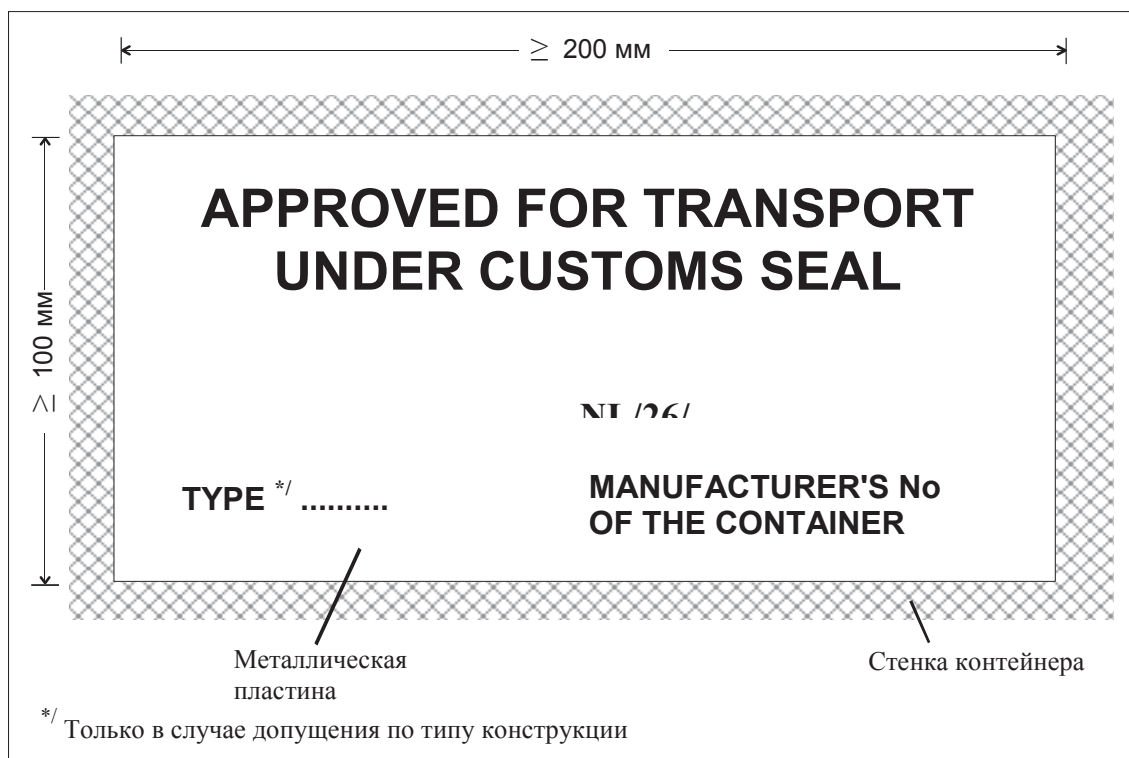 ≥ 200 мм
≥ 100 мм
APPROVED FOR TRANSPORT
UNDER CUSTOMS SEAL
NL/26/
TYPE */ ..........
MANUFACTURER'S No
OF THE CONTAINER
Металлическая
пластина
Стенка контейнера
*/ Только в случае допущения по типу конструкции